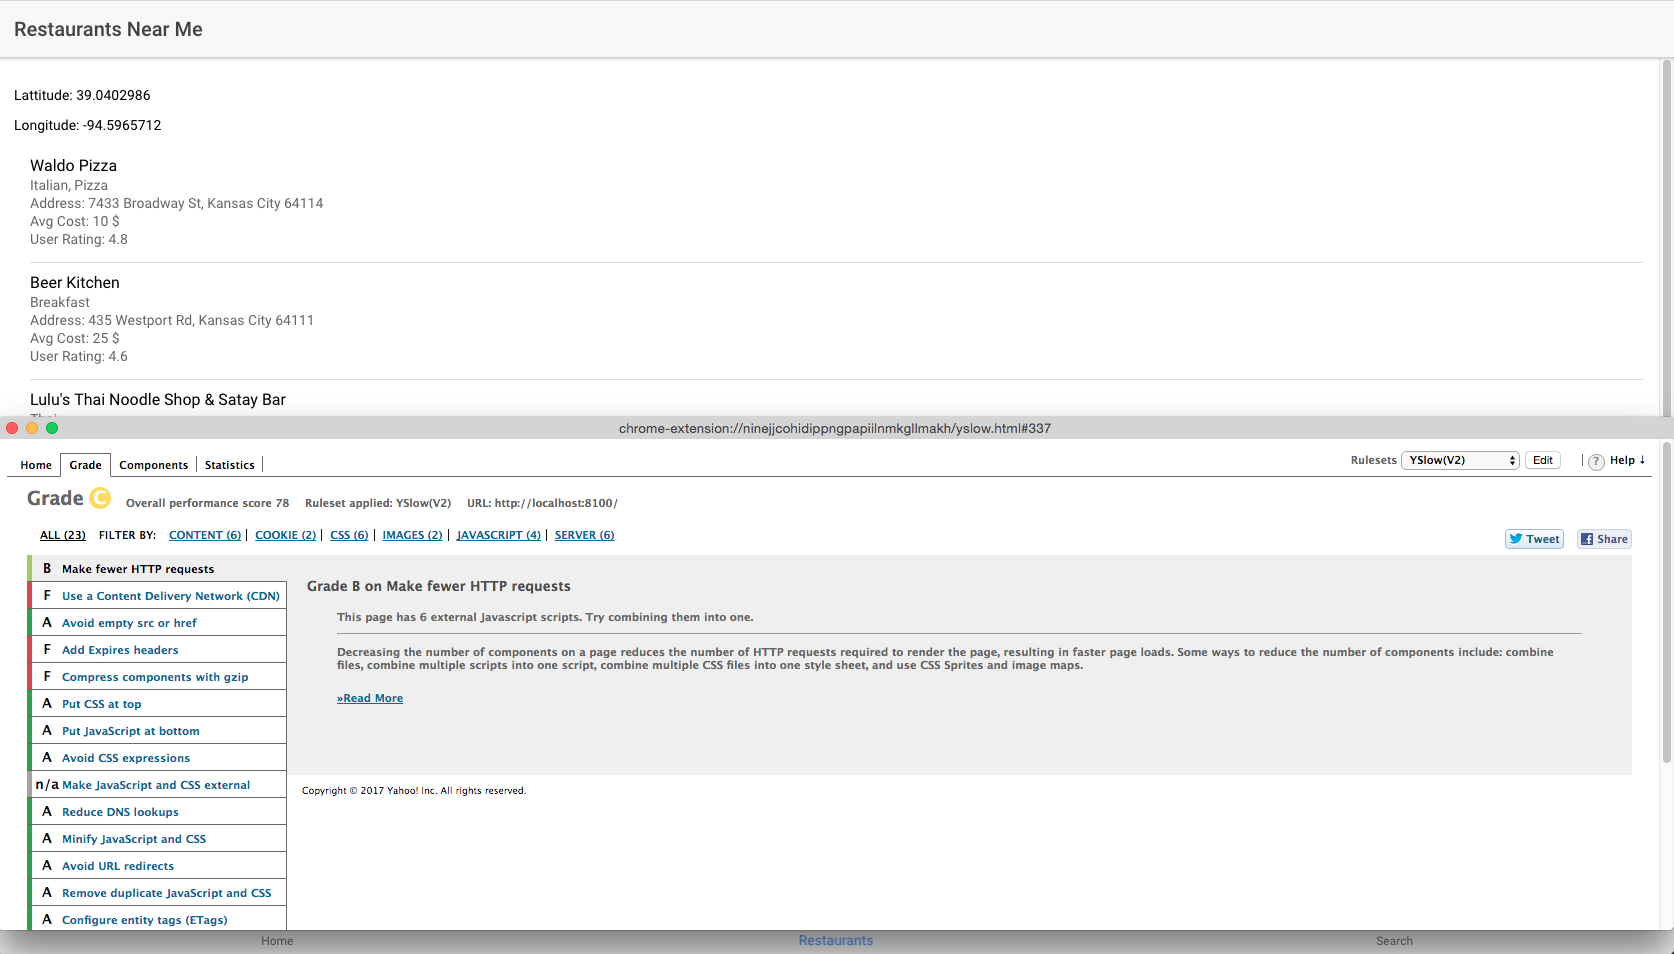 Restaurants Near Me
Lattitude: 39.0402986
Longitude: -94.5965712
Waldo Pizza
Italian, Pizza
Address: 7433 Broadway St, Kansas City 64114
Avg Cost: 10 $
User Rating: 4.8
Beer Kitchen
Breakfast
Address: 435 Westport Rd, Kansas City 64111
Avg Cost: 25 $
User Rating: 4.6
Lulu's Thai Noodle Shop & Satay Bar
chrome-extension://ninejjcohidippngpapiilnmkgllmakh/yslow.html#337
Home Grade Components Statistics Rulesets YSlow(V2) Edit ? Help ↓
Grade C Overall performance score 78 Ruleset applied: YSlow(V2) URL: http://localhost:8100/
ALL (23) FILTER BY: CONTENT (6) | COOKIE (2) | CSS (6) | IMAGES (2) | JAVASCRIPT (4) | SERVER (6)
Tweet Share
B Make fewer HTTP requests
F Use a Content Delivery Network (CDN)
A Avoid empty src or href
F Add Expires headers
F Compress components with gzip
A Put CSS at top
A Put JavaScript at bottom
A Avoid CSS expressions
n/a Make JavaScript and CSS external
A Reduce DNS lookups
A Minify JavaScript and CSS
A Avoid URL redirects
A Remove duplicate JavaScript and CSS
A Configure entity tags (ETags)
Grade B on Make fewer HTTP requests
This page has 6 external Javascript scripts. Try combining them into one.
Decreasing the number of components on a page reduces the number of HTTP requests required to render the page, resulting in faster page loads. Some ways to reduce the number of components include: combine
files, combine multiple scripts into one script, combine multiple CSS files into one style sheet, and use CSS Sprites and image maps.
»Read More
Copyright © 2017 Yahoo! Inc. All rights reserved.
Home Restaurants Search